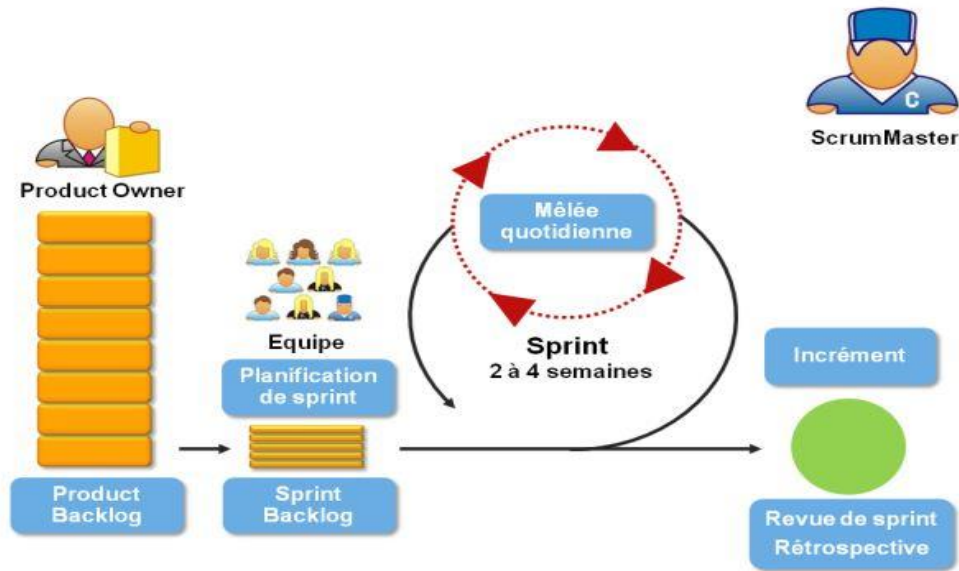 C
ScrumMaster
Product Owner
Mêlée
quotidienne
Equipe
Sprint
2 à 4 semaines
Planification
de sprint
Incrément
Product
Backlog
Sprint
Backlog
Revue de sprint
Rétrospective